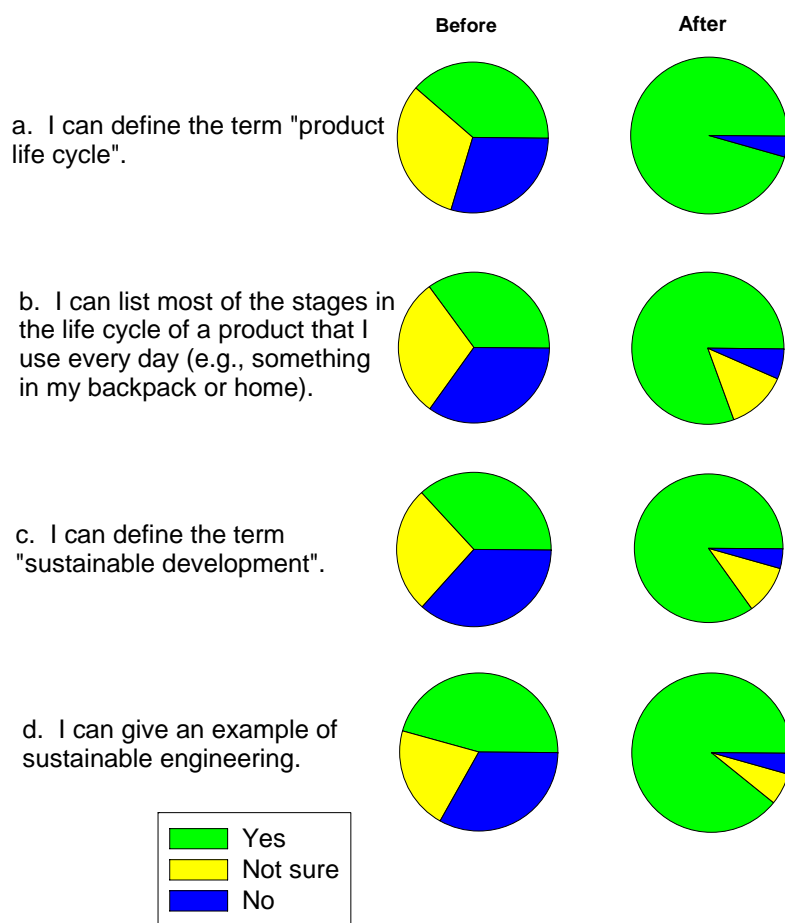 Before
After
a. I can define the term "product
life cycle".
b. I can list most of the stages in
the life cycle of a product that I
use every day (e.g., something
in my backpack or home).
c. I can define the term
"sustainable development".
d. I can give an example of
sustainable engineering.
Yes
Not sure
No